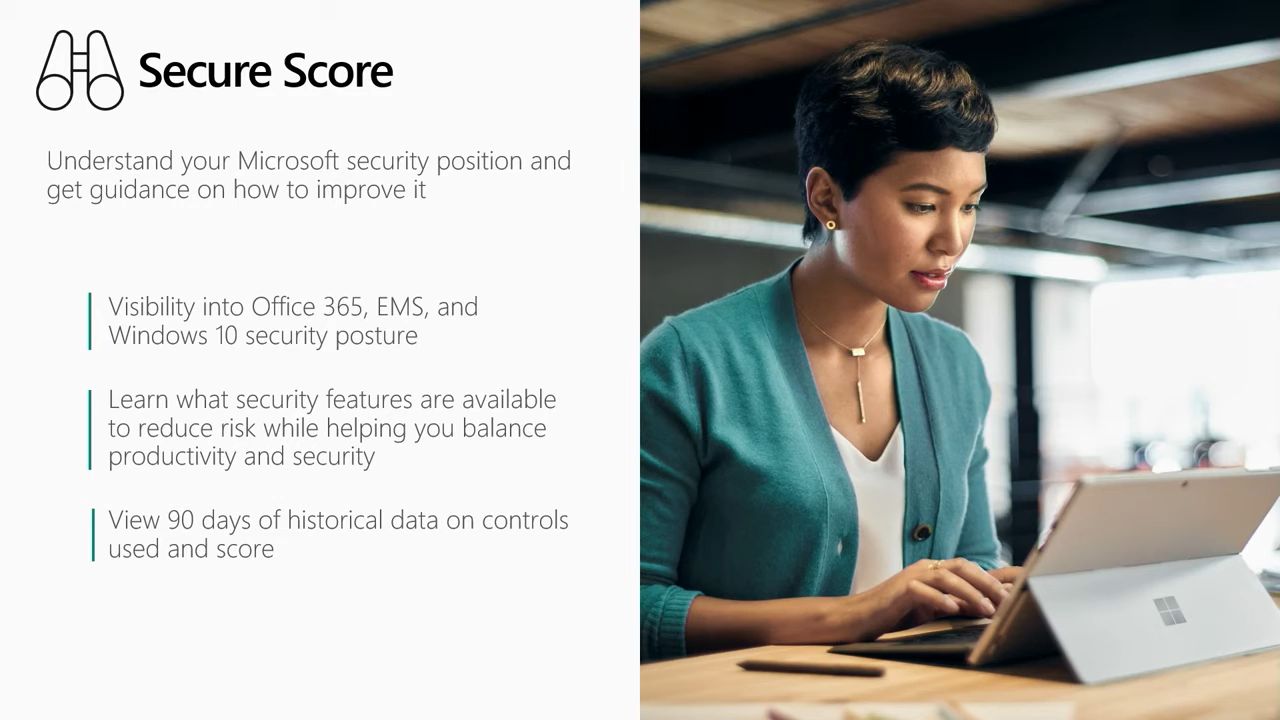 Secure Score
Understand your Microsoft security position and
get guidance on how to improve it
Visibility into Office 365, EMS, and
Windows 10 security posture
Learn what security features are available
to reduce risk while helping you balance
productivity and security
View 90 days of historical data on controls
used and score